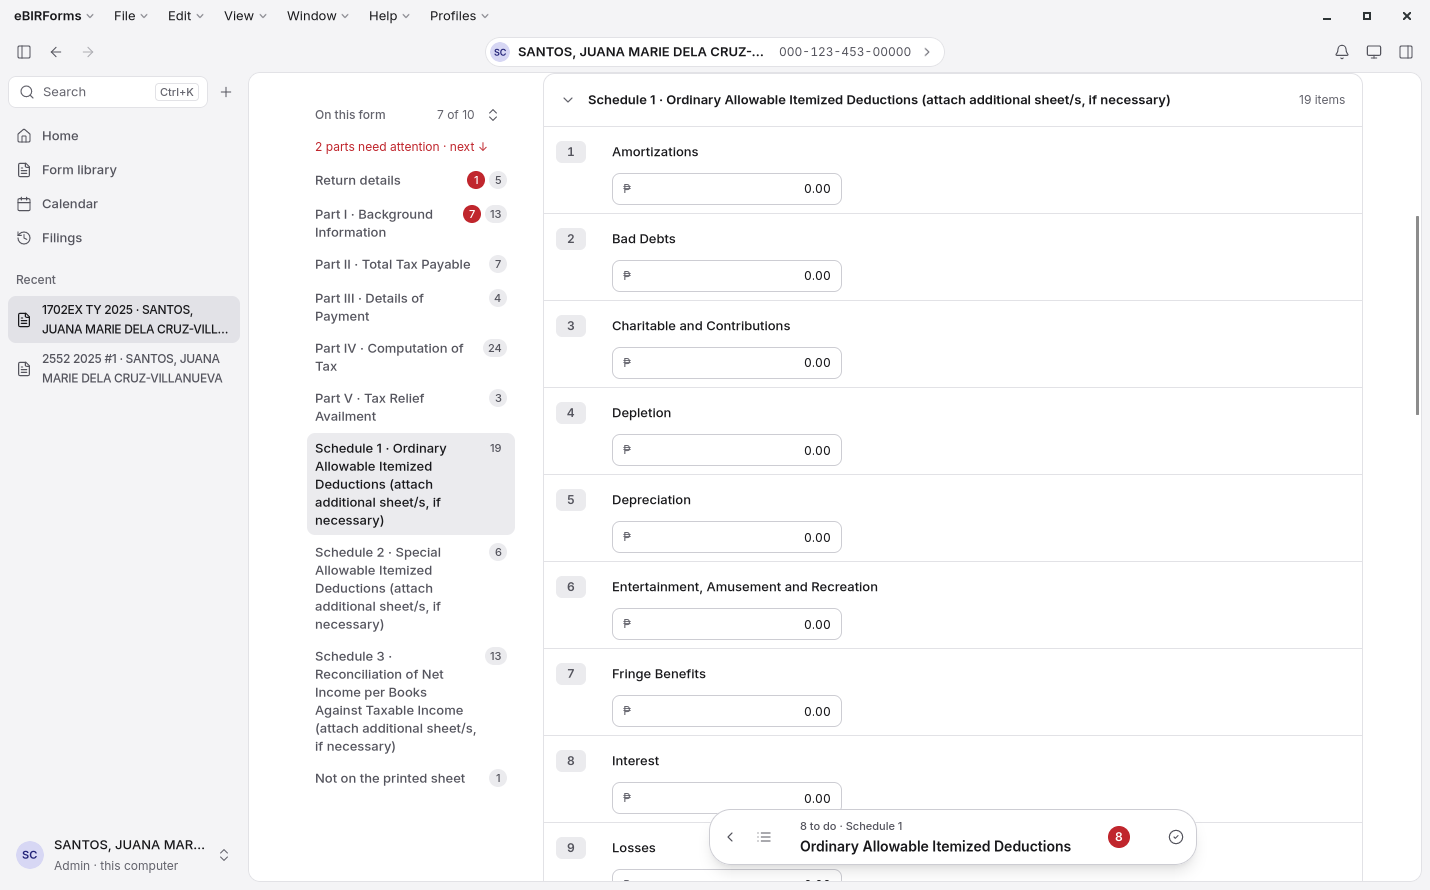 eBIRForms File Edit View Window Help Profiles
SC SANTOS, JUANA MARIE DELA CRUZ-... 000-123-453-00000
Search Ctrl+K
Home
Form library
Calendar
Filings
Recent
1702EX TY 2025 · SANTOS,
JUANA MARIE DELA CRUZ-VILL...
2552 2025 #1 · SANTOS, JUANA
MARIE DELA CRUZ-VILLANUEVA
SC SANTOS, JUANA MAR...
Admin · this computer
On this form 7 of 10
2 parts need attention · next ↓
Return details 1 5
Part I · Background 7 13
Information
Part II · Total Tax Payable 7
Part III · Details of 4
Payment
Part IV · Computation of 24
Tax
Part V · Tax Relief 3
Availment
Schedule 1 · Ordinary 19
Allowable Itemized
Deductions (attach
additional sheet/s, if
necessary)
Schedule 2 · Special 6
Allowable Itemized
Deductions (attach
additional sheet/s, if
necessary)
Schedule 3 · 13
Reconciliation of Net
Income per Books
Against Taxable Income
(attach additional sheet/s,
if necessary)
Not on the printed sheet 1
Schedule 1 · Ordinary Allowable Itemized Deductions (attach additional sheet/s, if necessary) 19 items
1 Amortizations
₱ 0.00
2 Bad Debts
₱ 0.00
3 Charitable and Contributions
₱ 0.00
4 Depletion
₱ 0.00
5 Depreciation
₱ 0.00
6 Entertainment, Amusement and Recreation
₱ 0.00
7 Fringe Benefits
₱ 0.00
8 Interest
₱ 0.00
9 Losses
8 to do · Schedule 1
Ordinary Allowable Itemized Deductions 8